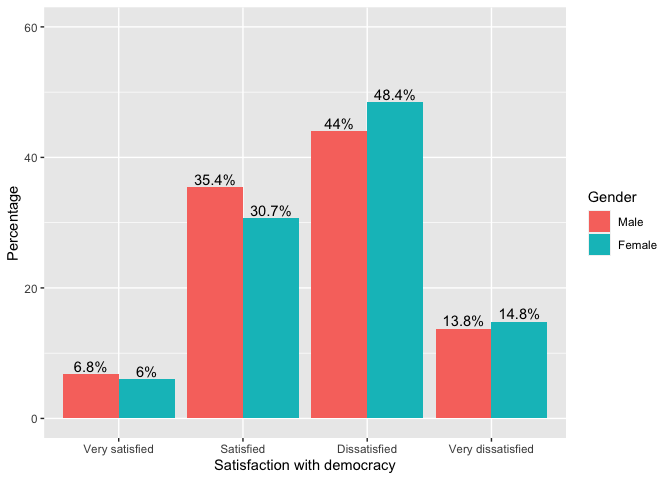 60
48.4%
44%
40
35.4%
30.7%
Percentage
Gender
Male
Female
20
13.8%
14.8%
6.8%
6%
0
Very satisfied
Satisfied
Dissatisfied
Very dissatisfied
Satisfaction with democracy